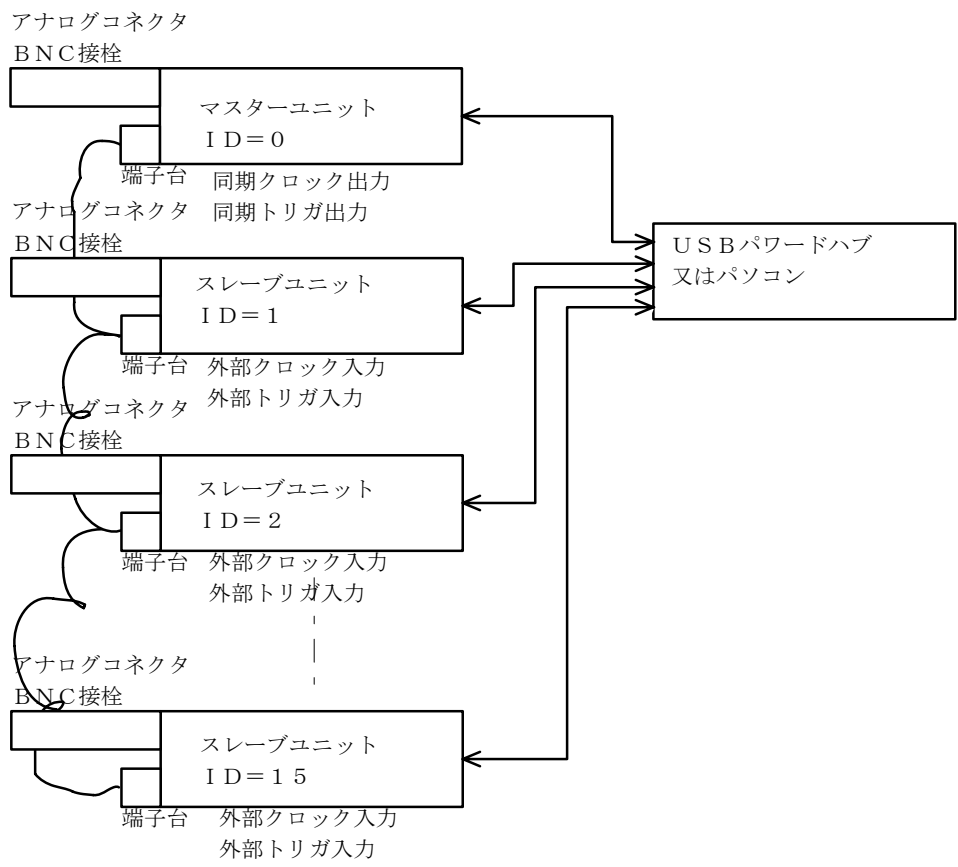 アナログコネクタ
ＢＮＣ接栓
マスターユニット
ＩＤ＝０
端子台
同期クロック出力
同期トリガ出力
アナログコネクタ
ＢＮＣ接栓
スレーブユニット
ＩＤ＝１
端子台
外部クロック入力
外部トリガ入力
ＵＳＢパワードハブ
又はパソコン
アナログコネクタ
ＢＮＣ接栓
スレーブユニット
ＩＤ＝２
端子台
外部クロック入力
外部トリガ入力
アナログコネクタ
ＢＮＣ接栓
スレーブユニット
ＩＤ＝１５
端子台
外部クロック入力
外部トリガ入力